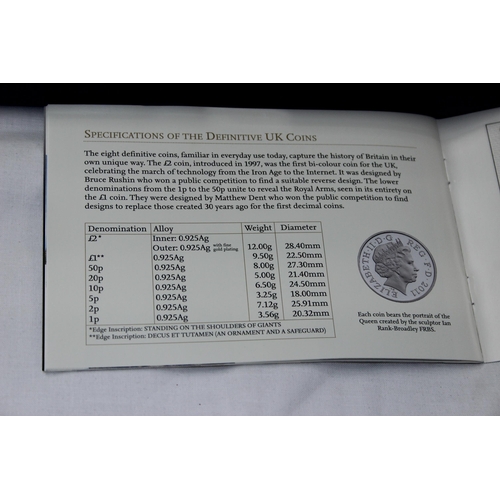 SPECIFICATIONS OF THE DEFINITIVE UK COINS
The eight definitive coins, familiar in everyday use today, capture the history of Britain in their
own unique way. The £2 coin, introduced in 1997, was the first bi-colour coin for the UK,
celebrating the march of technology from the Iron Age to the Internet. It was designed by
Bruce Rushin who won a public competition to find a suitable reverse design. The lower
denominations from the 1p to the 50p unite to reveal the Royal Arms, seen in its entirety on
the £1 coin. They were designed by Matthew Dent who won the public competition to find
designs to replace those created 30 years ago for the first decimal coins.
Denomination Alloy Weight Diameter
£2* Inner: 0.925Ag
Outer: 0.925Ag with fine gold plating 12.00g 28.40mm
£1** 0.925Ag 9.50g 22.50mm
50p 0.925Ag 8.00g 27.30mm
20p 0.925Ag 5.00g 21.40mm
10p 0.925Ag 6.50g 24.50mm
5p 0.925Ag 3.25g 18.00mm
2p 0.925Ag 7.12g 25.91mm
1p 0.925Ag 3.56g 20.32mm
*Edge Inscription: STANDING ON THE SHOULDERS OF GIANTS
**Edge Inscription: DECUS ET TUTAMEN (AN ORNAMENT AND A SAFEGUARD)
ELIZABETH·II·D·G REG·F·D·2011
Each coin bears the portrait of the
Queen created by the sculptor Ian
Rank-Broadley FRBS.